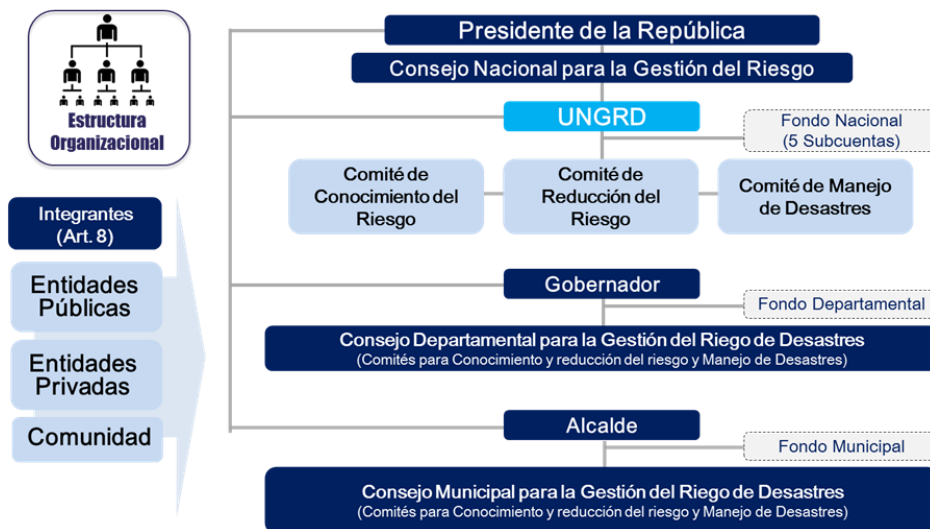 Estructura
Organizacional
Integrantes
(Art. 8)
Entidades
Públicas
Entidades
Privadas
Comunidad
Presidente de la República
Consejo Nacional para la Gestión del Riesgo
UNGRD
Fondo Nacional
(5 Subcuentas)
Comité de
Conocimiento del
Riesgo
Comité de
Reducción del
Riesgo
Comité de Manejo
de Desastres
Gobernador
Fondo Departamental
Consejo Departamental para la Gestión del Riego de Desastres
(Comités para Conocimiento y reducción del riesgo y Manejo de Desastres)
Alcalde
Fondo Municipal
Consejo Municipal para la Gestión del Riego de Desastres
(Comités para Conocimiento y reducción del riesgo y Manejo de Desastres)